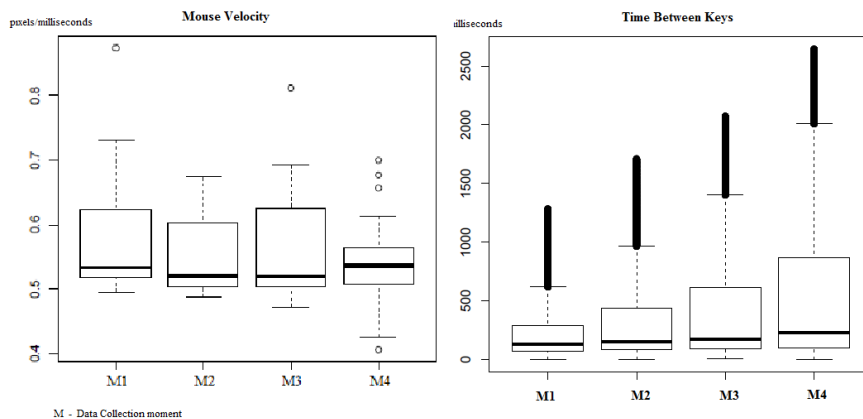 Mouse Velocity
pixels/milliseconds
0.8
0.7
0.6
0.5
0.4
M1 M2 M3 M4
M - Data Collection moment
Time Between Keys
illiseconds
2500
2000
1500
1000
500
0
M1 M2 M3 M4